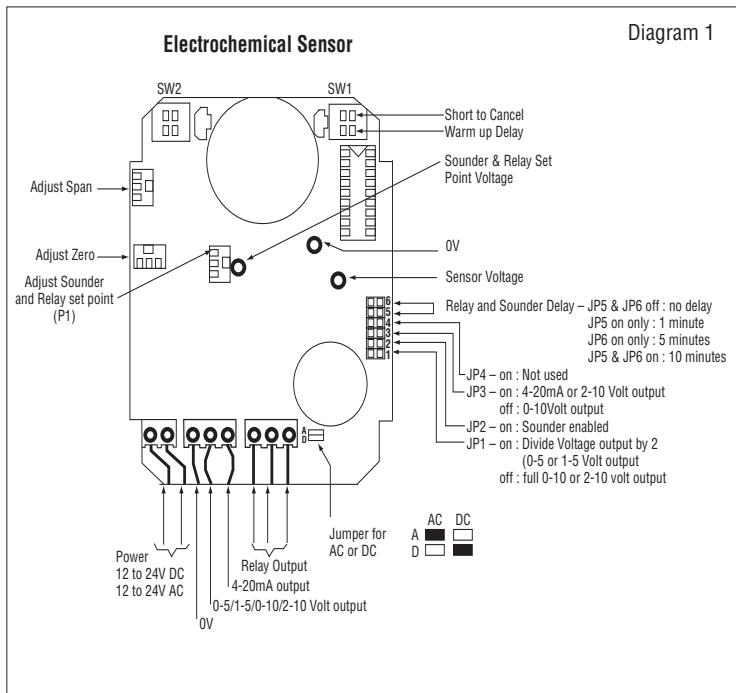 Diagram 1
Electrochemical Sensor
SW2
SW1
Short to Cancel
Warm up Delay
Sounder & Relay Set
Point Voltage
Adjust Span
0V
Adjust Zero
Sensor Voltage
Adjust Sounder
and Relay set point
(P1)
6
5
4
3
2
1
Relay and Sounder Delay – JP5 & JP6 off : no delay
JP5 on only : 1 minute
JP6 on only : 5 minutes
JP5 & JP6 on : 10 minutes
JP4 – on : Not used
JP3 – on : 4-20mA or 2-10 Volt output
off : 0-10Volt output
JP2 – on : Sounder enabled
JP1 – on : Divide Voltage output by 2
(0-5 or 1-5 Volt output
off : full 0-10 or 2-10 volt output
A
D
Jumper for
AC or DC
AC DC
A
D
Power
12 to 24V DC
12 to 24V AC
Relay Output
4-20mA output
0-5/1-5/0-10/2-10 Volt output
0V